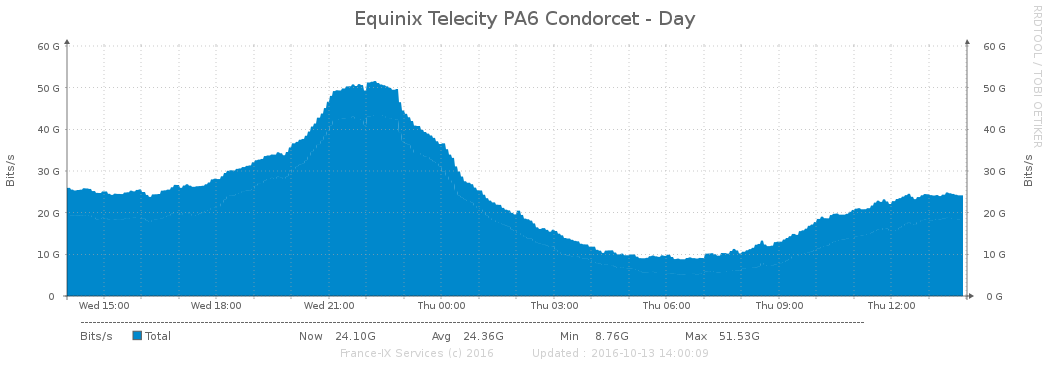 Equinix Telecity PA6 Condorcet - Day
RRDTOOL / TOBI OETIKER
Bits/s
60 G
50 G
40 G
30 G
20 G
10 G
0
60 G
50 G
40 G
30 G
20 G
10 G
0 G
Bits/s
Wed 15:00 Wed 18:00 Wed 21:00 Thu 00:00 Thu 03:00 Thu 06:00 Thu 09:00 Thu 12:00
Bits/s Total Now 24.10G Avg 24.36G Min 8.76G Max 51.53G
France-IX Services (c) 2016 Updated : 2016-10-13 14:00:09